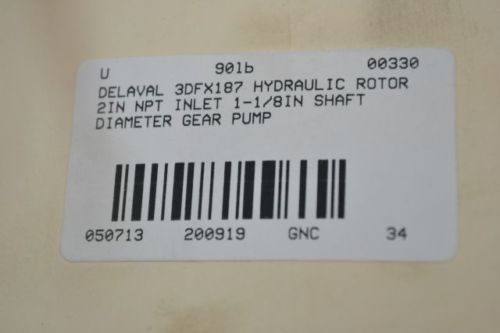 U 901b 00330
DELAVAL 3DFX187 HYDRAULIC ROTOR
2IN NPT INLET 1-1/8IN SHAFT
DIAMETER GEAR PUMP
050713 200919 GNC 34